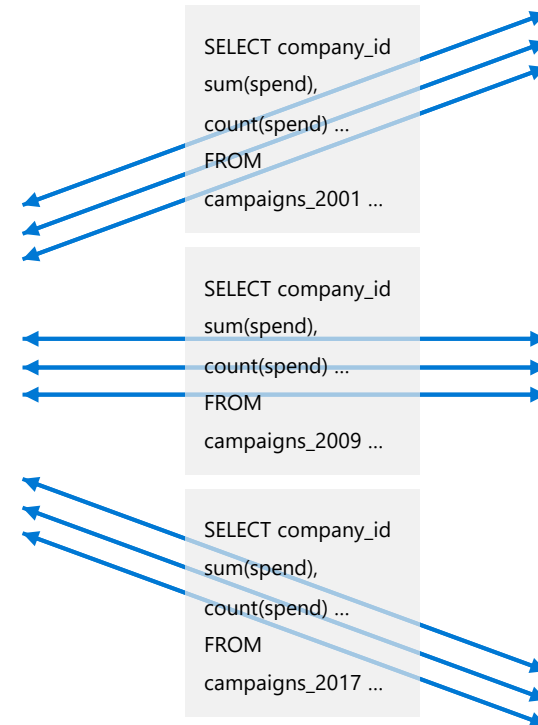 SELECT company_id
sum(spend),
count(spend) ...
FROM
campaigns_2001 ...
SELECT company_id
sum(spend),
count(spend) ...
FROM
campaigns_2009 ...
SELECT company_id
sum(spend),
count(spend) ...
FROM
campaigns_2017 ...